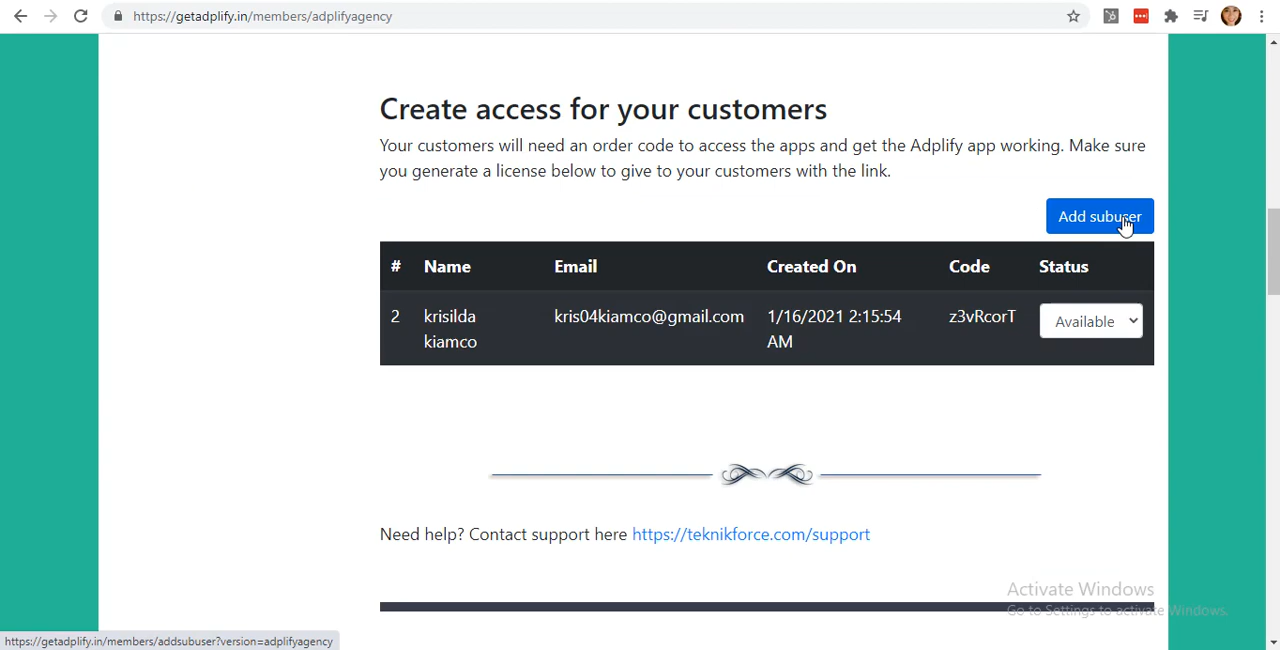 https://getadplify.in/members/adplifyagency
Create access for your customers
Your customers will need an order code to access the apps and get the Adplify app working. Make sure
you generate a license below to give to your customers with the link.
Add subuser
# Name Email Created On Code Status
2 krisilda kris04kiamco@gmail.com 1/16/2021 2:15:54 z3vRcorT Available
kiamco AM
Need help? Contact support here https://teknikforce.com/support
Activate Windows
Go to Settings to activate Windows.
https://getadplify.in/members/addsubuser?version=adplifyagency